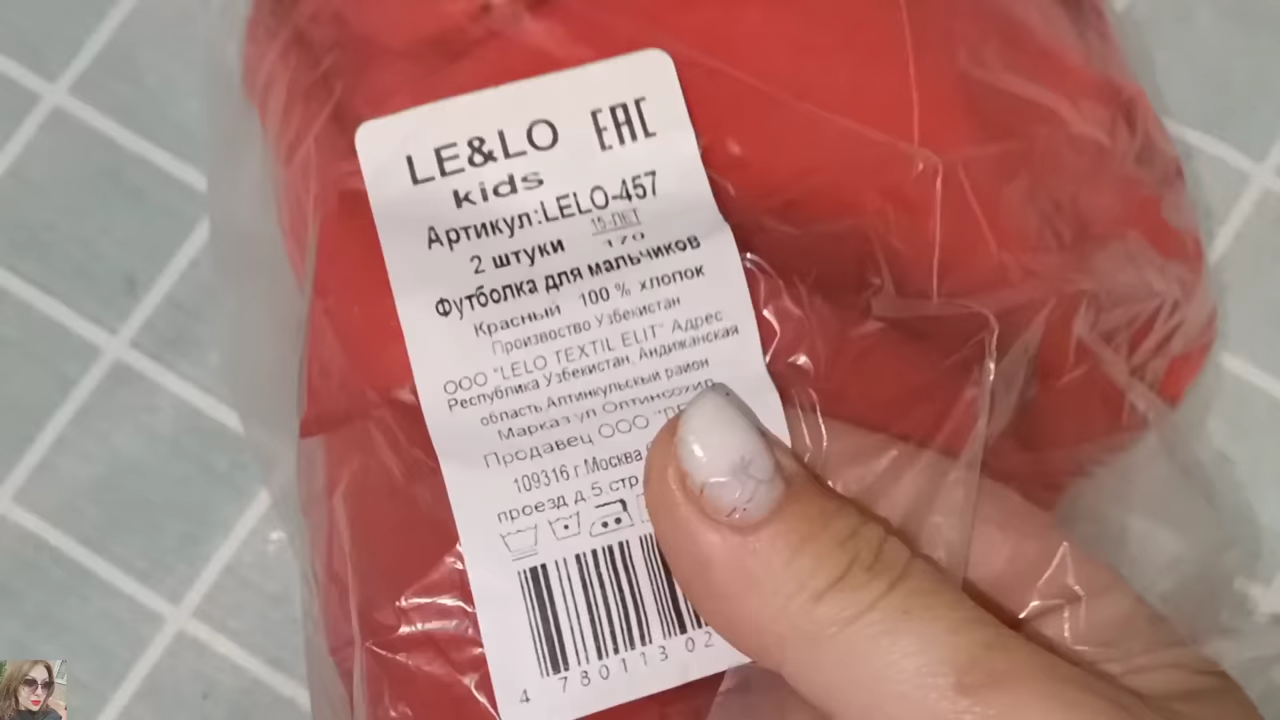 LE&LO EAC
kids
Артикул:LELO-457
15-ЛЕТ
2 штуки 170
Футболка для мальчиков
Красный 100 % хлопок
Произвоство Узбекистан
ООО "LELO TEXTIL ELIT" Адрес
Республика Узбекистан, Андижанская
область, Алтинкульский район
Марказ ул Олтинсохил
Продавец ООО
109316 г.Москва
проезд д.5.стр
4 780113 02